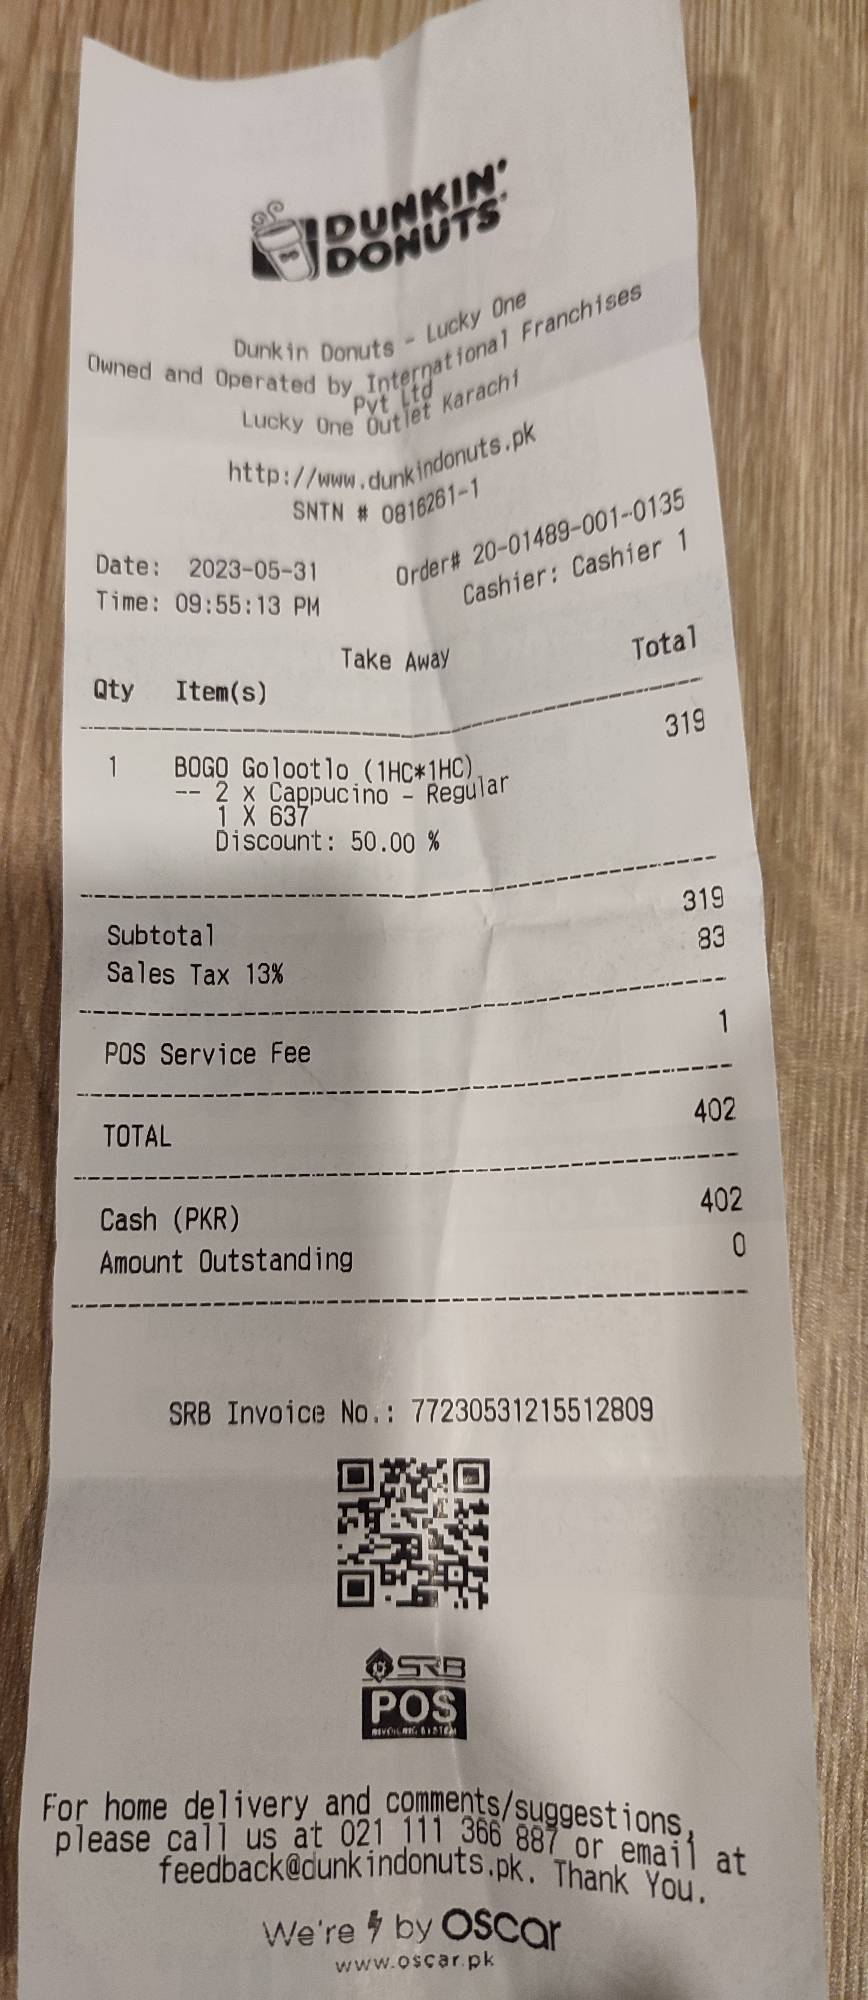 DUNKIN'
DONUTS
Dunkin Donuts - Lucky One
Owned and Operated by International Franchises
Pvt Ltd
Lucky One Outlet Karachi
http://www.dunkindonuts.pk
SNTN # 0816261-1
Date: 2023-05-31 Order# 20-01489-001-0135
Time: 09:55:13 PM Cashier: Cashier 1
Take Away
Qty Item(s) Total
1 BOGO Golootlo (1HC*1HC) 319
-- 2 x Cappucino - Regular
1 X 637
Discount: 50.00 %
Subtotal 319
Sales Tax 13% 83
POS Service Fee 1
TOTAL 402
Cash (PKR) 402
Amount Outstanding 0
SRB Invoice No.: 77230531215512809
SRB
POS
INVOICING SYSTEM
For home delivery and comments/suggestions,
please call us at 021 111 366 887 or email at
feedback@dunkindonuts.pk. Thank You.
We're by OSCAR
www.oscar.pk